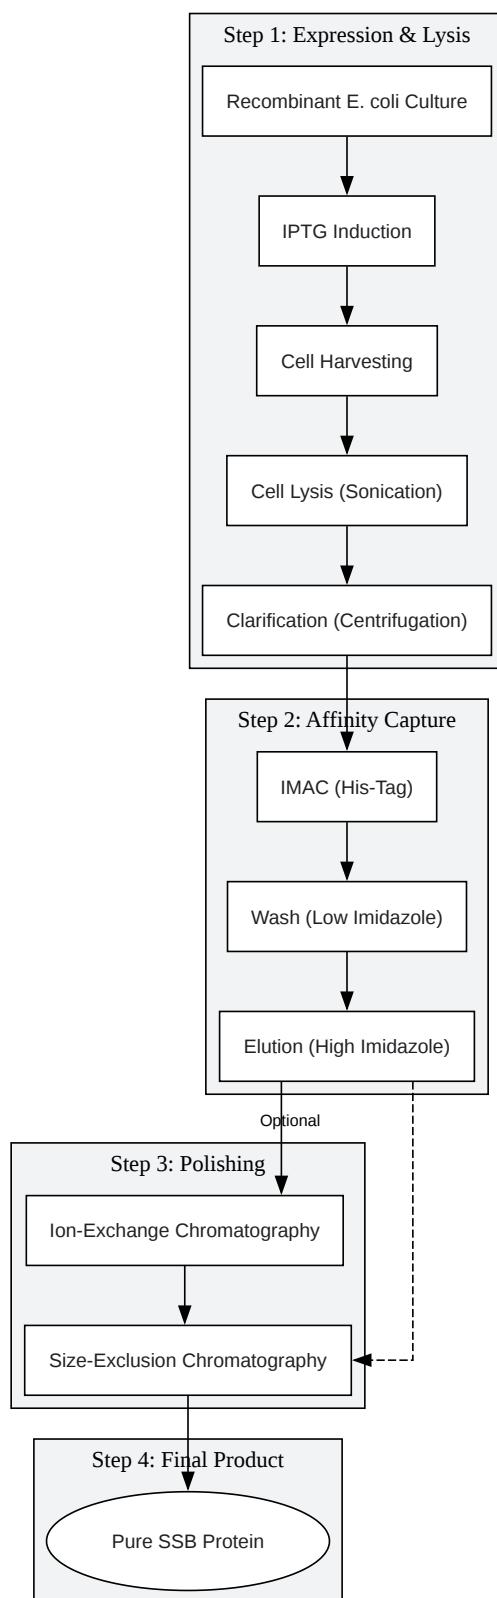 Step 1: Expression & Lysis
Recombinant E. coli Culture
IPTG Induction
Cell Harvesting
Cell Lysis (Sonication)
Clarification (Centrifugation)
Step 2: Affinity Capture
IMAC (His-Tag)
Wash (Low Imidazole)
Elution (High Imidazole)
Optional
Step 3: Polishing
Ion-Exchange Chromatography
Size-Exclusion Chromatography
Step 4: Final Product
Pure SSB Protein